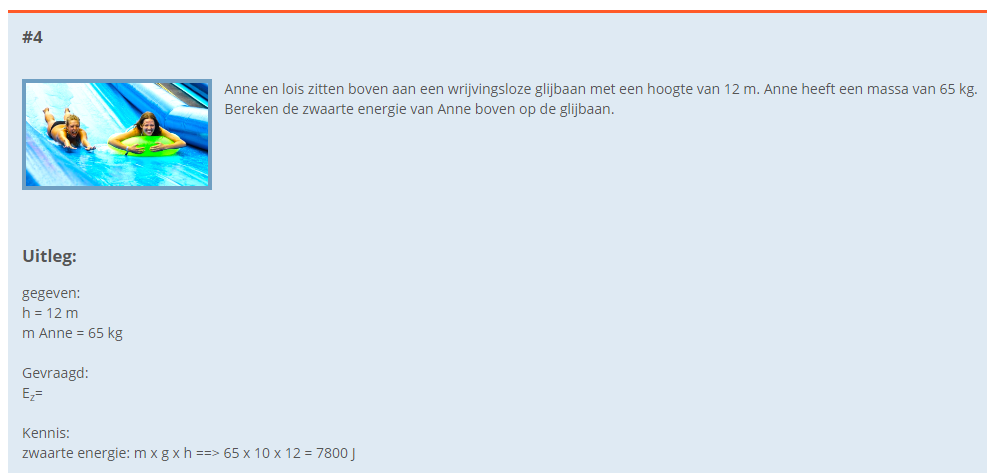 #4
Anne en lois zitten boven aan een wrijvingsloze glijbaan met een hoogte van 12 m. Anne heeft een massa van 65 kg.
Bereken de zwaarte energie van Anne boven op de glijbaan.
Uitleg:
gegeven:
h = 12 m
m Anne = 65 kg
Gevraagd:
E_z=
Kennis:
zwaarte energie: m x g x h ==> 65 x 10 x 12 = 7800 J